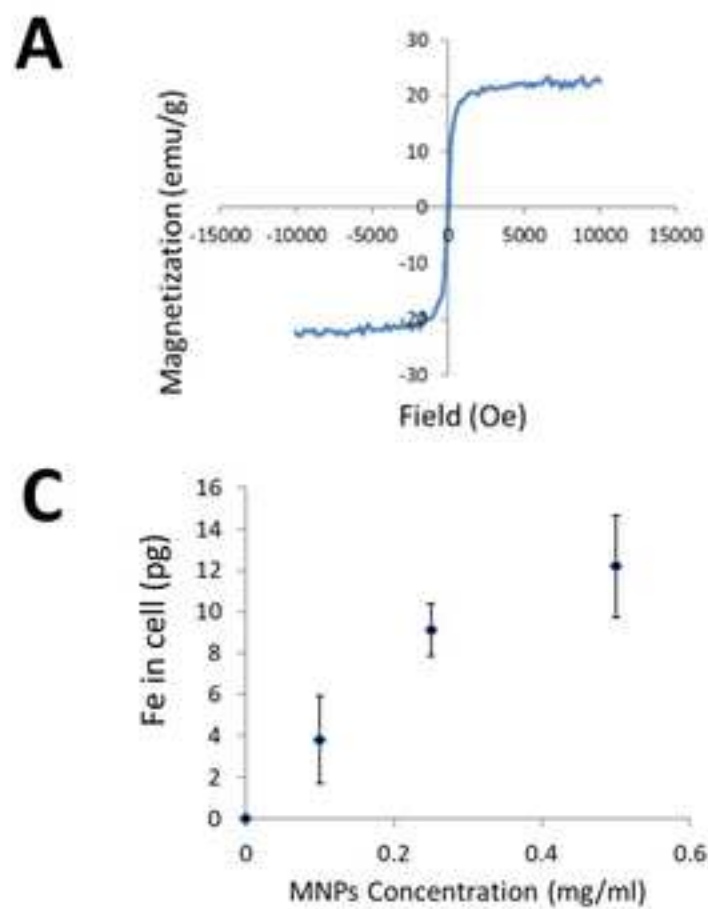 A
Magnetization (emu/g)
30
20
10
0
-15000 -10000 -5000 0 5000 10000 15000
-10
-20
-30
Field (Oe)
C
Fe in cell (pg)
16
14
12
10
8
6
4
2
0
0 0.2 0.4 0.6
MNPs Concentration (mg/ml)